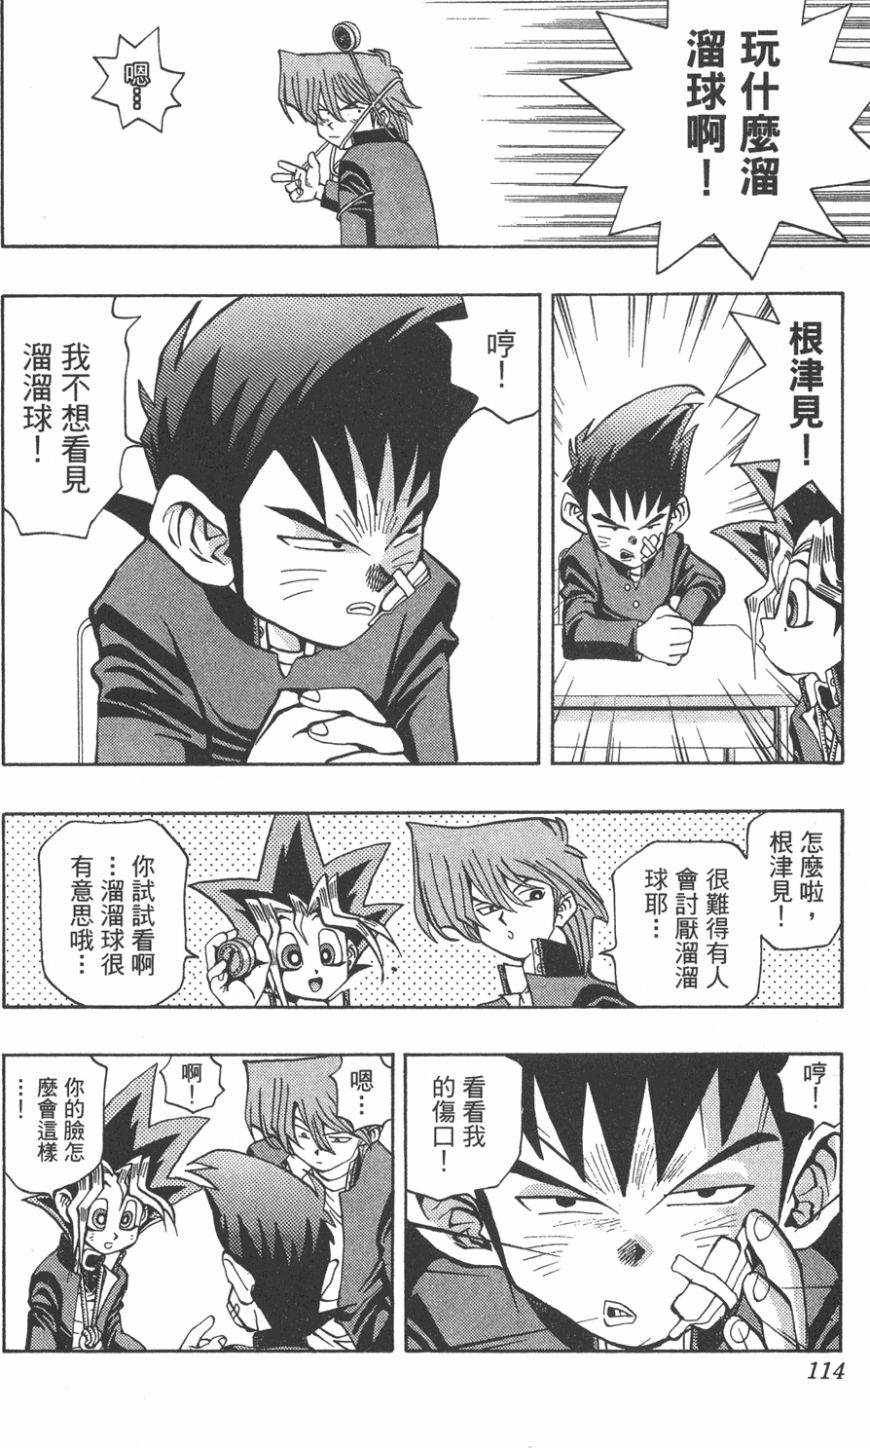 玩什麼溜
溜球啊！
嗯…
根津見！
哼！
我不想看見
溜溜球！
怎麼啦，
根津見！
很難得有人
會討厭溜溜
球耶…
你試試看啊
…溜溜球很
有意思哦…
哼！
看看我
的傷口！
嗯…
啊！
你的臉怎
麼會這樣
…！
114